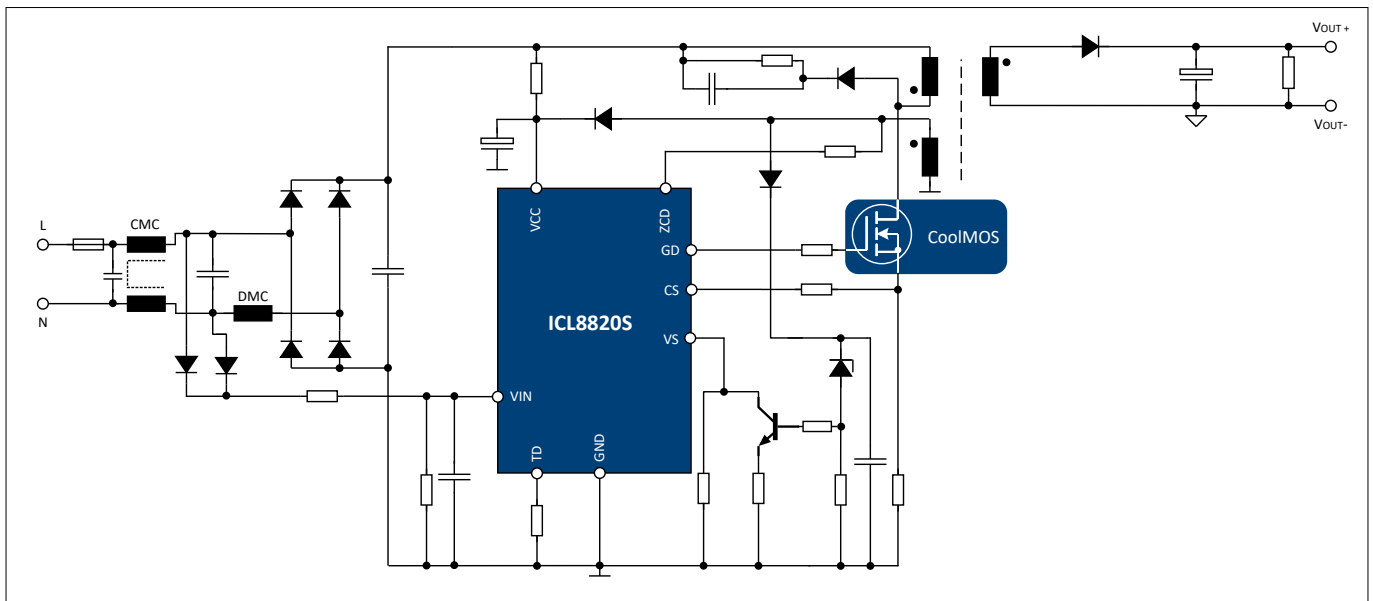 VOUT +
VOUT-
L
CMC
N
DMC
VCC
ZCD
GD
CoolMOS
CS
ICL8820S
VS
VIN
TD
GND